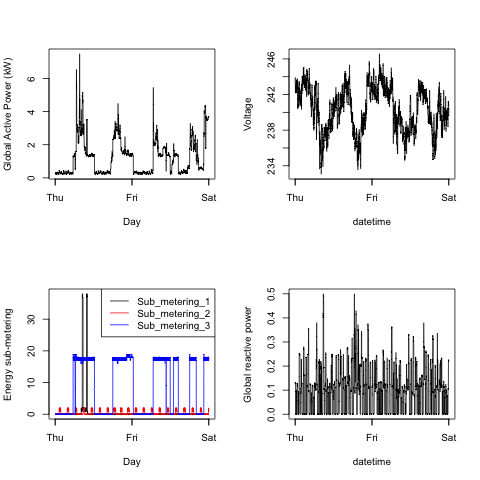 Global Active Power (kW)
0 2 4 6
Thu Fri Sat
Day
Voltage
234 238 242 246
Thu Fri Sat
datetime
Energy sub-metering
0 10 20 30
Sub_metering_1
Sub_metering_2
Sub_metering_3
Thu Fri Sat
Day
Global reactive power
0.0 0.1 0.2 0.3 0.4 0.5
Thu Fri Sat
datetime